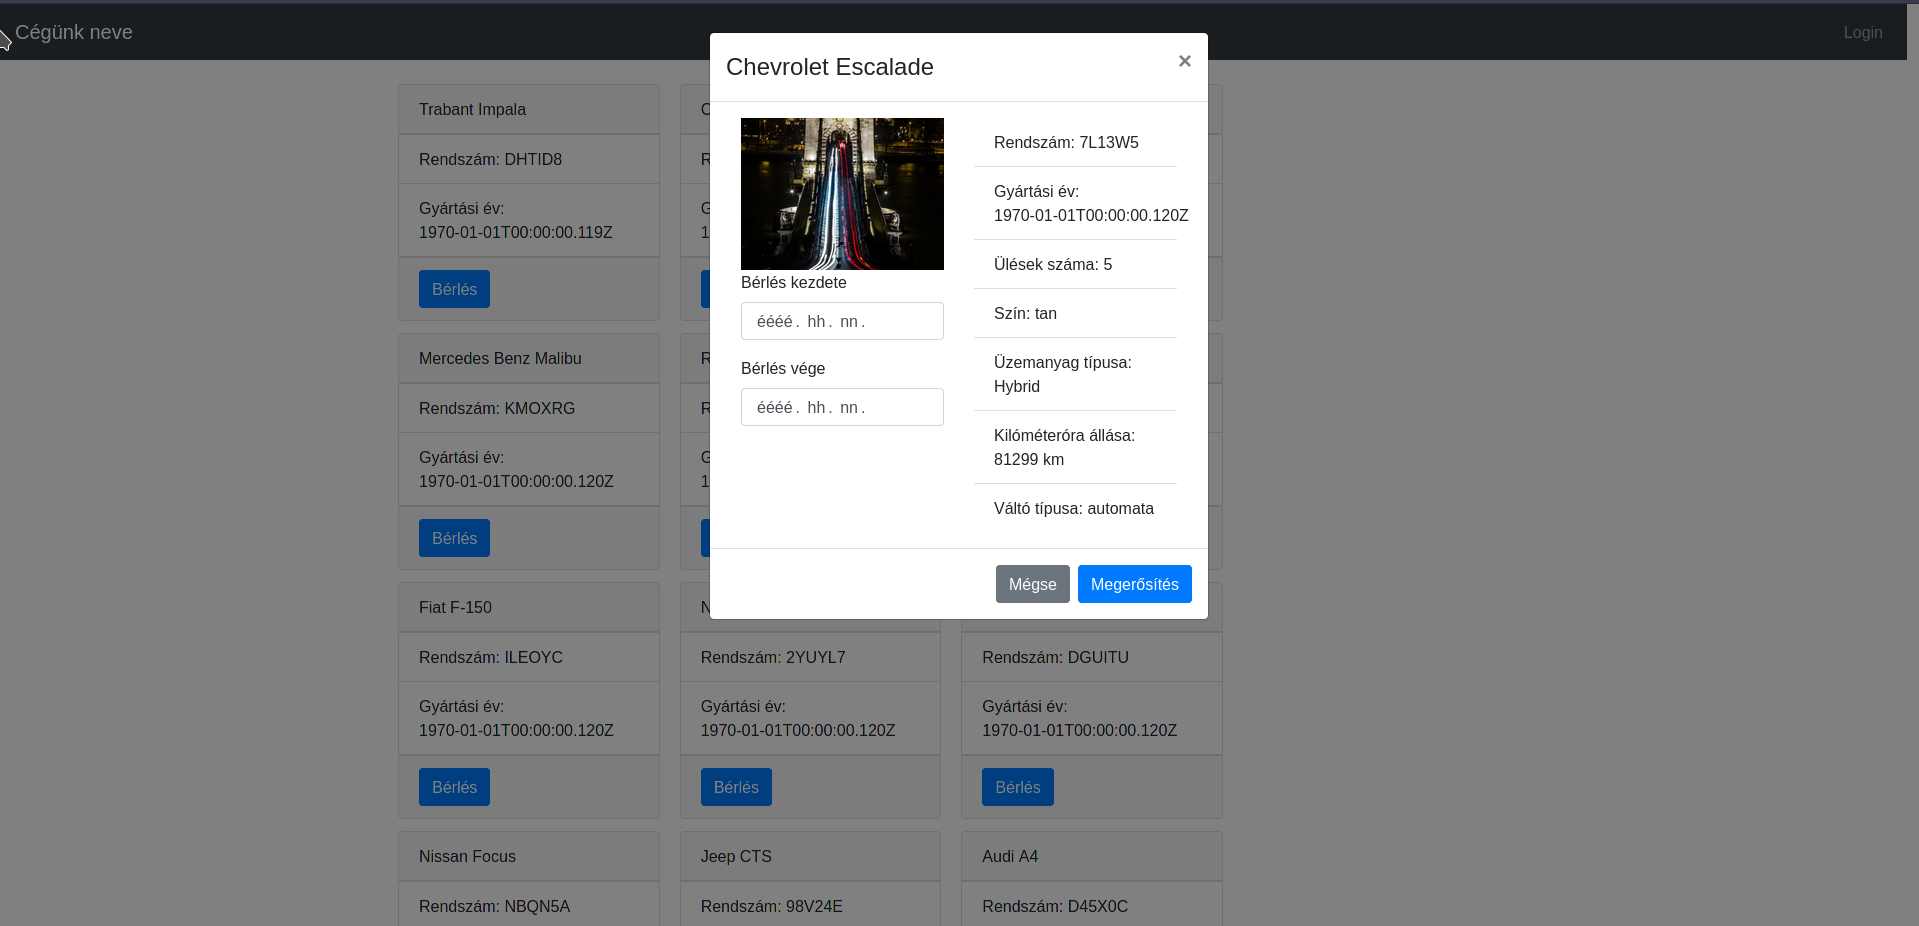 Cégünk neve
Login
Chevrolet Escalade
×
Rendszám: 7L13W5
Gyártási év:
1970-01-01T00:00:00.120Z
Ülések száma: 5
Szín: tan
Üzemanyag típusa:
Hybrid
Kilóméteróra állása:
81299 km
Váltó típusa: automata
Bérlés kezdete
éééé. hh. nn.
Bérlés vége
éééé. hh. nn.
Mégse
Megerősítés
Trabant Impala
Rendszám: DHTID8
Gyártási év:
1970-01-01T00:00:00.119Z
Bérlés
Mercedes Benz Malibu
Rendszám: KMOXRG
Gyártási év:
1970-01-01T00:00:00.120Z
Bérlés
Fiat F-150
Rendszám: ILEOYC
Gyártási év:
1970-01-01T00:00:00.120Z
Bérlés
Rendszám: 2YUYL7
Gyártási év:
1970-01-01T00:00:00.120Z
Bérlés
Rendszám: DGUITU
Gyártási év:
1970-01-01T00:00:00.120Z
Bérlés
Nissan Focus
Rendszám: NBQN5A
Jeep CTS
Rendszám: 98V24E
Audi A4
Rendszám: D45X0C